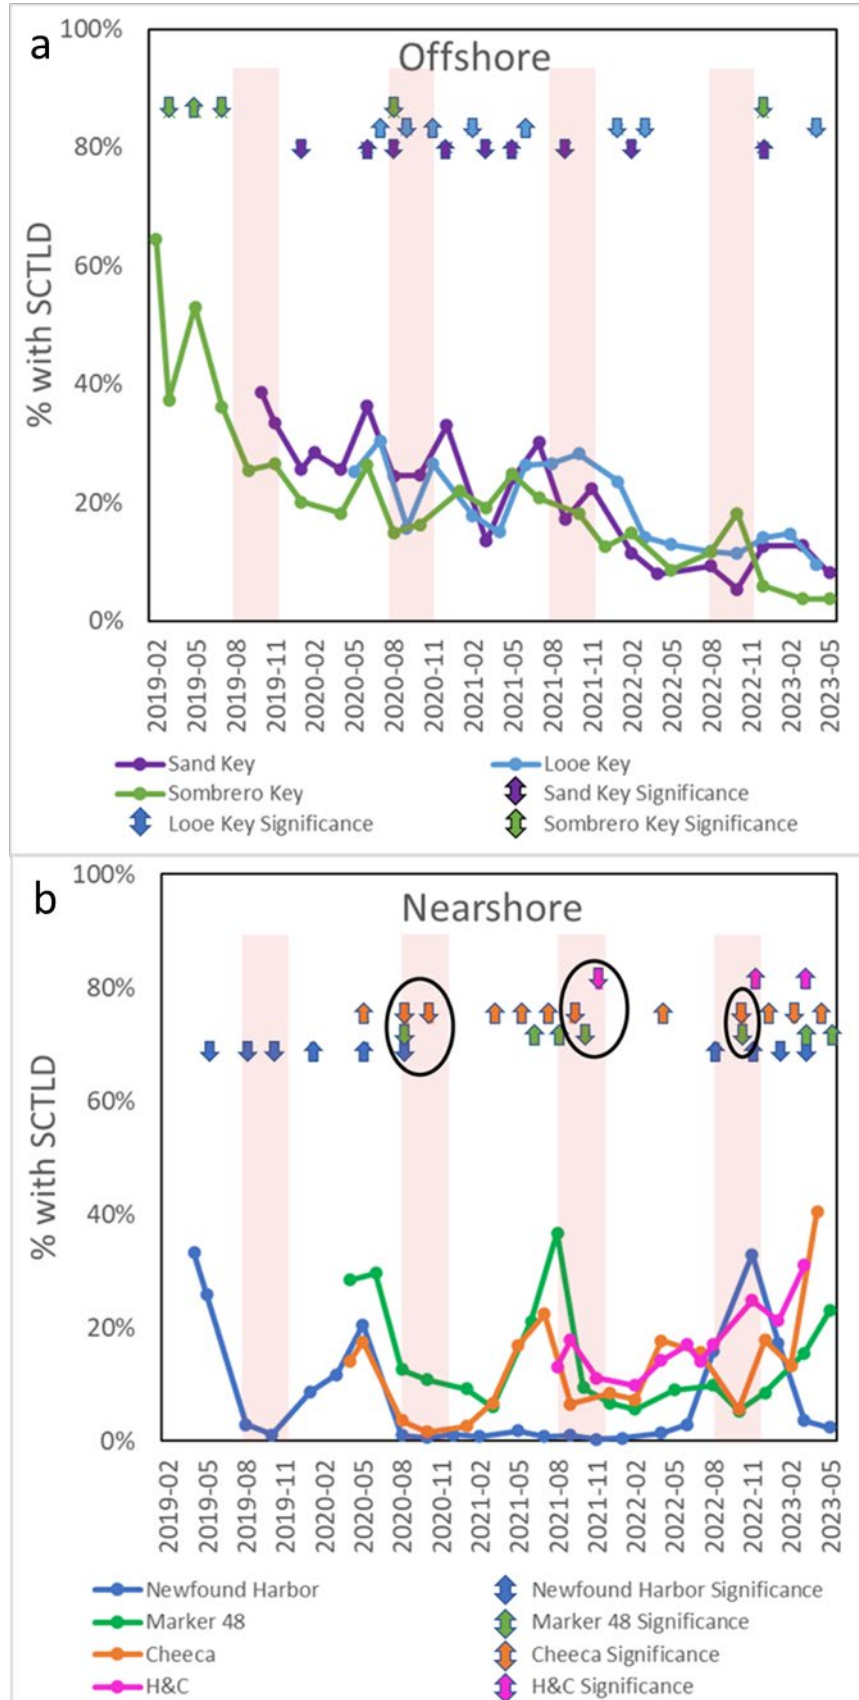 a
Offshore
100%
80%
60%
40%
20%
0%
% with SCTLD
2019-02
2019-05
2019-08
2019-11
2020-02
2020-05
2020-08
2020-11
2021-02
2021-05
2021-08
2021-11
2022-02
2022-05
2022-08
2022-11
2023-02
2023-05
Sand Key
Looe Key
Sombrero Key
Sand Key Significance
Looe Key Significance
Sombrero Key Significance
b
Nearshore
100%
80%
60%
40%
20%
0%
% with SCTLD
2019-02
2019-05
2019-08
2019-11
2020-02
2020-05
2020-08
2020-11
2021-02
2021-05
2021-08
2021-11
2022-02
2022-05
2022-08
2022-11
2023-02
2023-05
Newfound Harbor
Newfound Harbor Significance
Marker 48
Marker 48 Significance
Cheeca
Cheeca Significance
H&C
H&C Significance